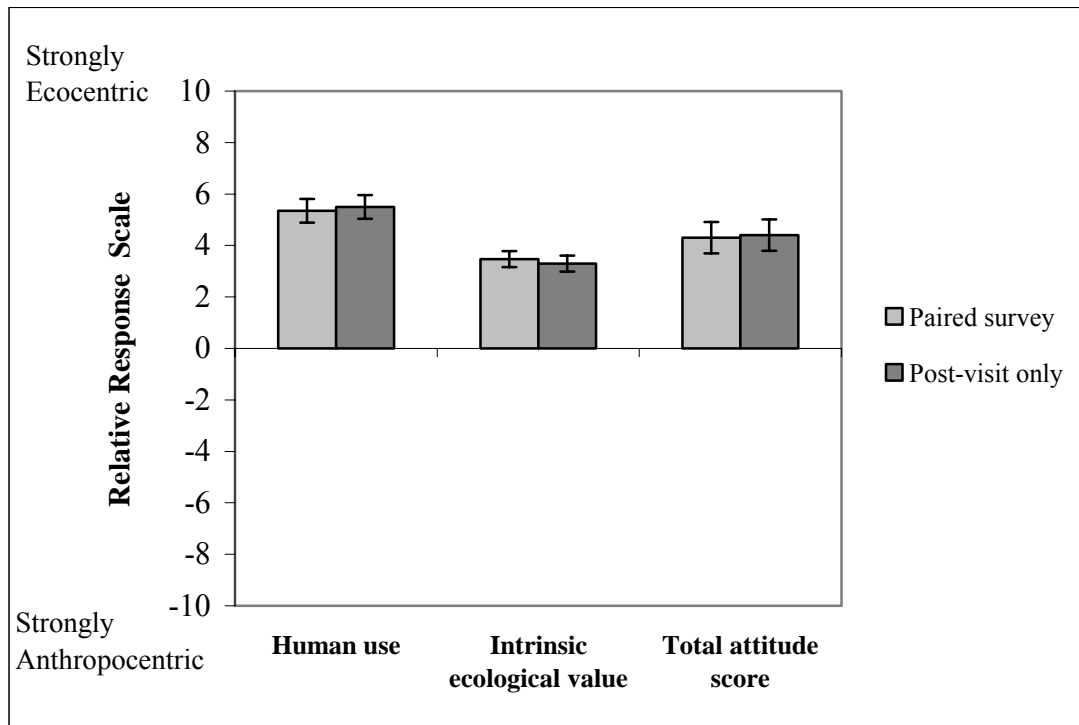 Strongly
Ecocentric
Relative Response Scale
10
8
6
4
2
0
-2
-4
-6
-8
-10
Strongly
Anthropocentric
Human use
Intrinsic
ecological value
Total attitude
score
Paired survey
Post-visit only